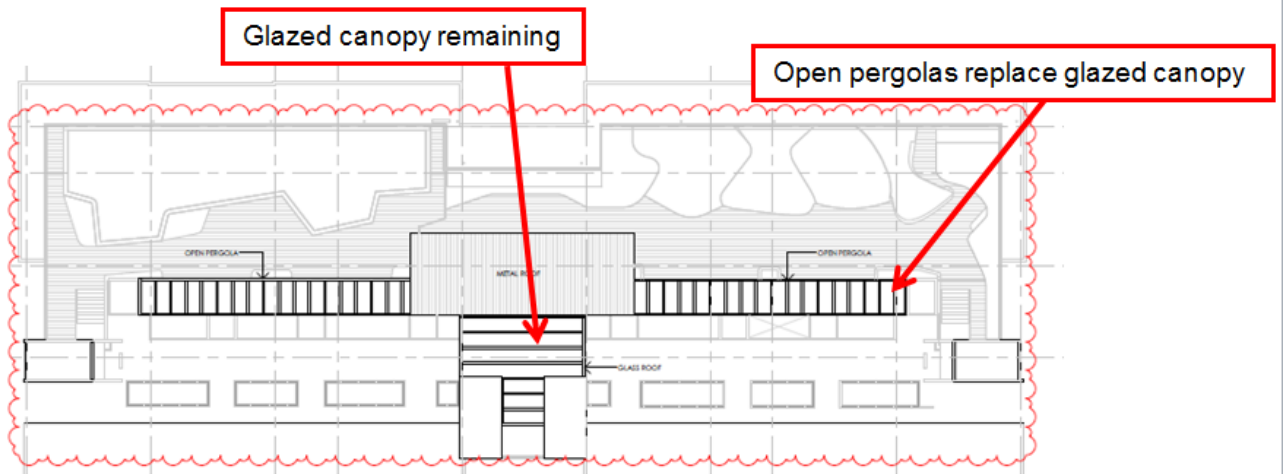 Glazed canopy remaining
Open pergolas replace glazed canopy
OPEN PERGOLA
OPEN PERGOLA
METAL ROOF
GLASS ROOF